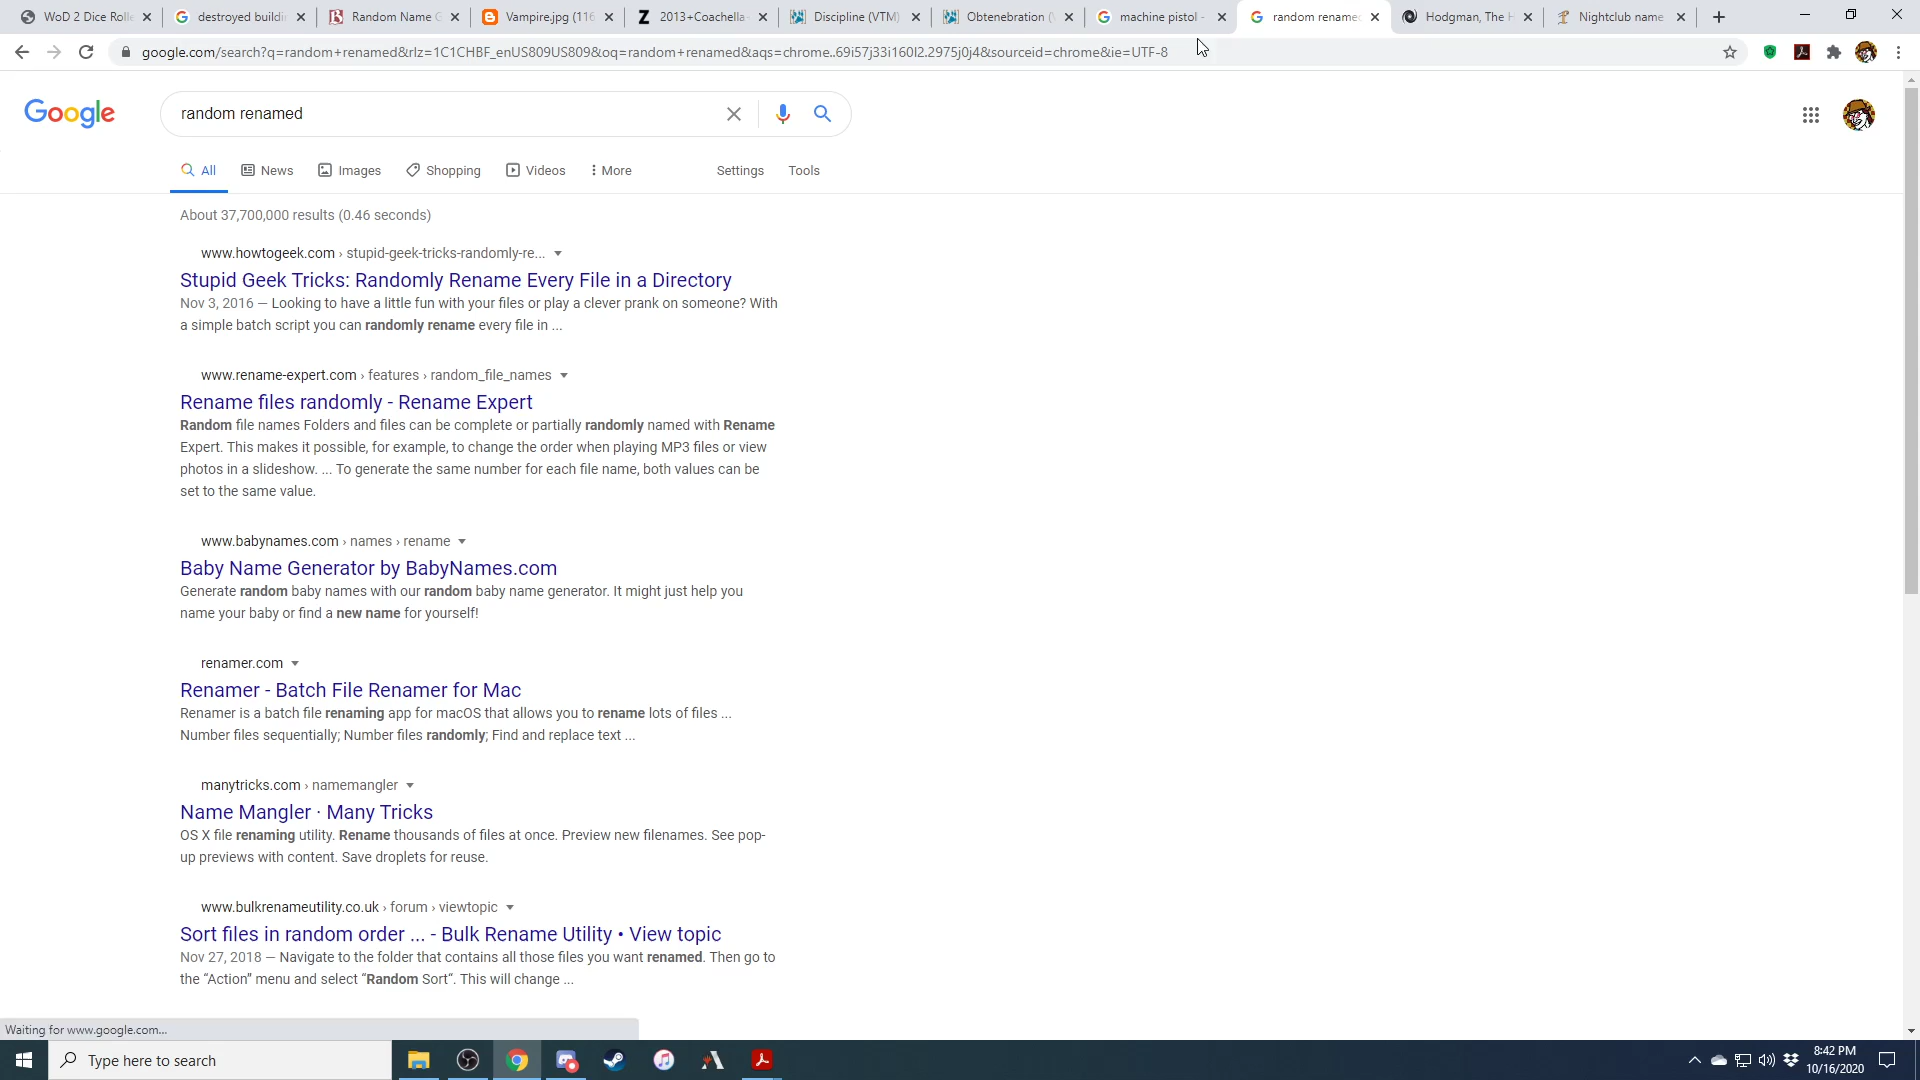 WoD 2 Dice Rolle
destroyed buildi
Random Name G
Vampire.jpg (116
2013+Coachella
Discipline (VTM)
Obtenebration (V
machine pistol -
random renamed
Hodgman, The H
Nightclub name
google.com/search?q=random+renamed&rlz=1C1CHBF_enUS809US809&oq=random+renamed&aqs=chrome..69i57j33i160l2.2975j0j4&sourceid=chrome&ie=UTF-8
Google
random renamed
All
News
Images
Shopping
Videos
More
Settings
Tools
About 37,700,000 results (0.46 seconds)
www.howtogeek.com › stupid-geek-tricks-randomly-re...
Stupid Geek Tricks: Randomly Rename Every File in a Directory
Nov 3, 2016 — Looking to have a little fun with your files or play a clever prank on someone? With
a simple batch script you can randomly rename every file in ...
www.rename-expert.com › features › random_file_names
Rename files randomly - Rename Expert
Random file names Folders and files can be complete or partially randomly named with Rename
Expert. This makes it possible, for example, to change the order when playing MP3 files or view
photos in a slideshow. ... To generate the same number for each file name, both values can be
set to the same value.
www.babynames.com › names › rename
Baby Name Generator by BabyNames.com
Generate random baby names with our random baby name generator. It might just help you
name your baby or find a new name for yourself!
renamer.com
Renamer - Batch File Renamer for Mac
Renamer is a batch file renaming app for macOS that allows you to rename lots of files ...
Number files sequentially; Number files randomly; Find and replace text ...
manytricks.com › namemangler
Name Mangler · Many Tricks
OS X file renaming utility. Rename thousands of files at once. Preview new filenames. See pop-
up previews with content. Save droplets for reuse.
www.bulkrenameutility.co.uk › forum › viewtopic
Sort files in random order ... - Bulk Rename Utility • View topic
Nov 27, 2018 — Navigate to the folder that contains all those files you want renamed. Then go to
the “Action” menu and select “Random Sort“. This will change ...
Waiting for www.google.com...
Type here to search
8:42 PM
10/16/2020